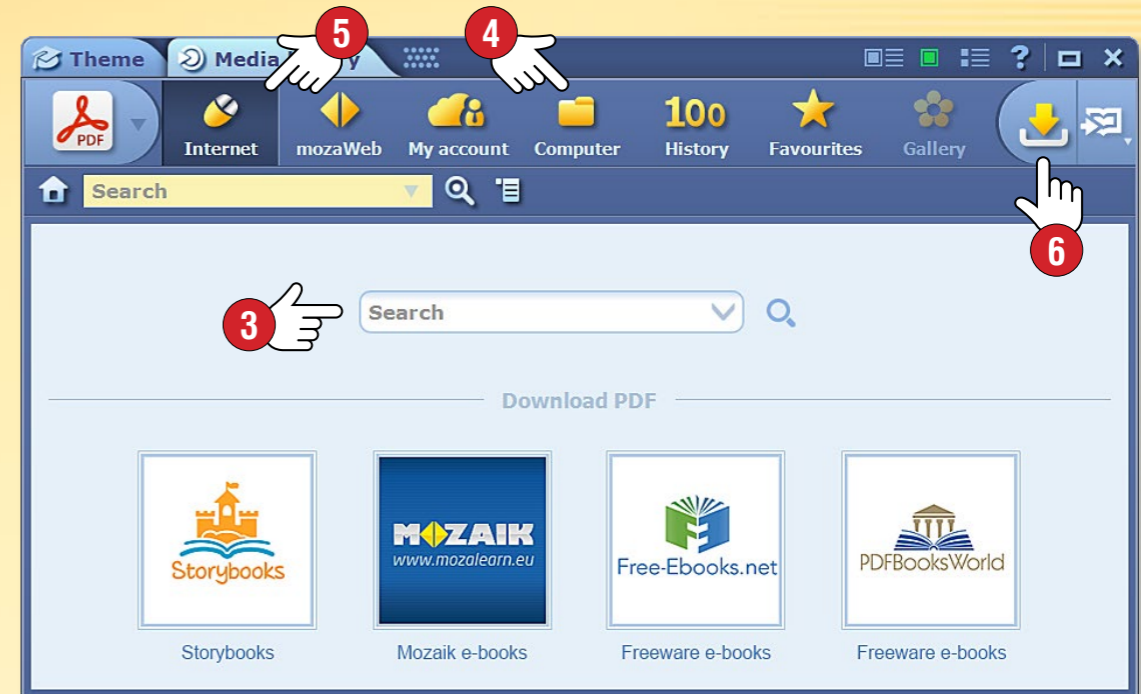 5 4
Theme Media y ?
PDF
Internet mozaWeb My account Computer 100 History Favourites Gallery
Search
6
3 Search
Download PDF
Storybooks MOZAIK Free-Ebooks.net PDFBooksWorld
www.mozalearn.eu
Storybooks Mozaik e-books Freeware e-books Freeware e-books